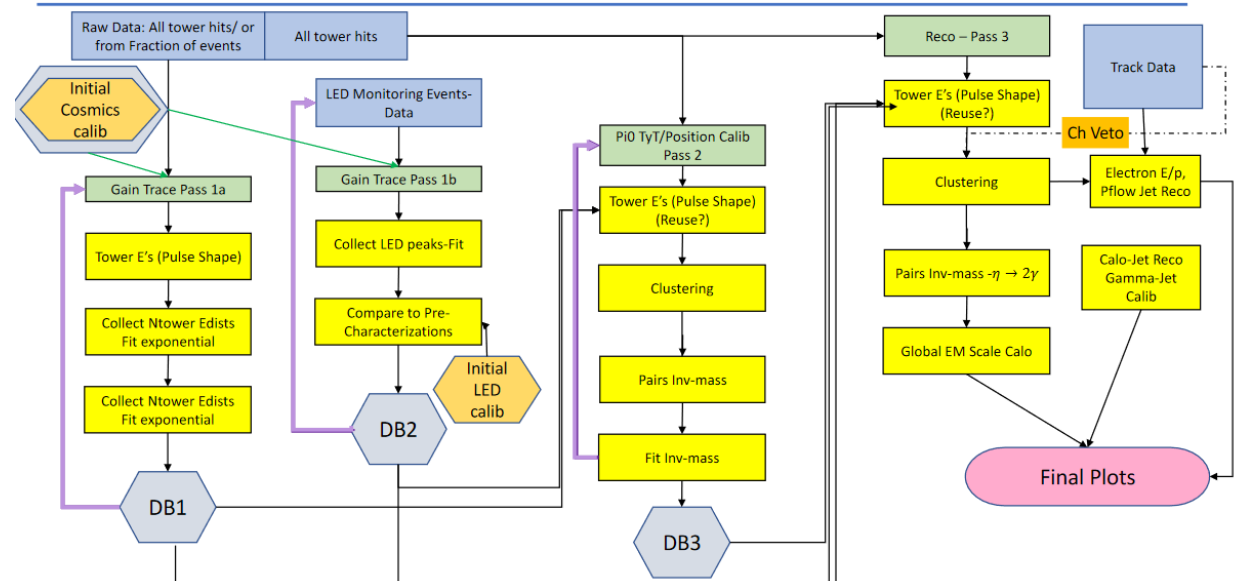 Raw Data: All tower hits/ or
from Fraction of events
All tower hits
Initial
Cosmics
calib
Gain Trace Pass 1a
Tower E's (Pulse Shape)
Collect Ntower Edists
Fit exponential
Collect Ntower Edists
Fit exponential
DB1
LED Monitoring Events-
Data
Gain Trace Pass 1b
Collect LED peaks-Fit
Compare to Pre-
Characterizations
Initial
LED
calib
DB2
Pi0 TyT/Position Calib
Pass 2
Tower E's (Pulse Shape)
(Reuse?)
Clustering
Pairs Inv-mass
Fit Inv-mass
DB3
Reco – Pass 3
Tower E's (Pulse Shape)
(Reuse?)
Clustering
Pairs Inv-mass -η → 2γ
Global EM Scale Calo
Track Data
Ch Veto
Electron E/p,
Pflow Jet Reco
Calo-Jet Reco
Gamma-Jet
Calib
Final Plots